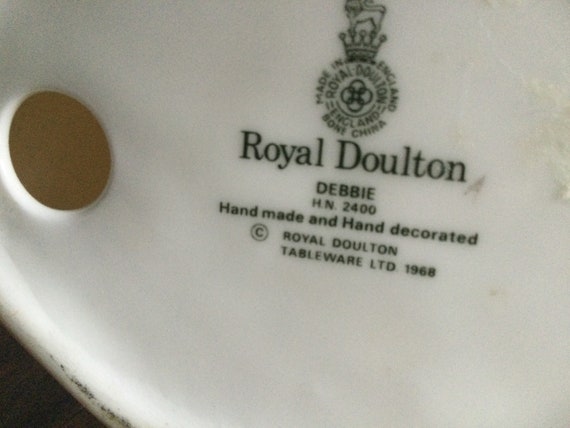 MADE IN ENGLAND
ROYAL·DOULTON
ENGLAND
BONE CHINA
Royal Doulton
DEBBIE
H.N. 2400
Hand made and Hand decorated
© ROYAL DOULTON
TABLEWARE LTD. 1968